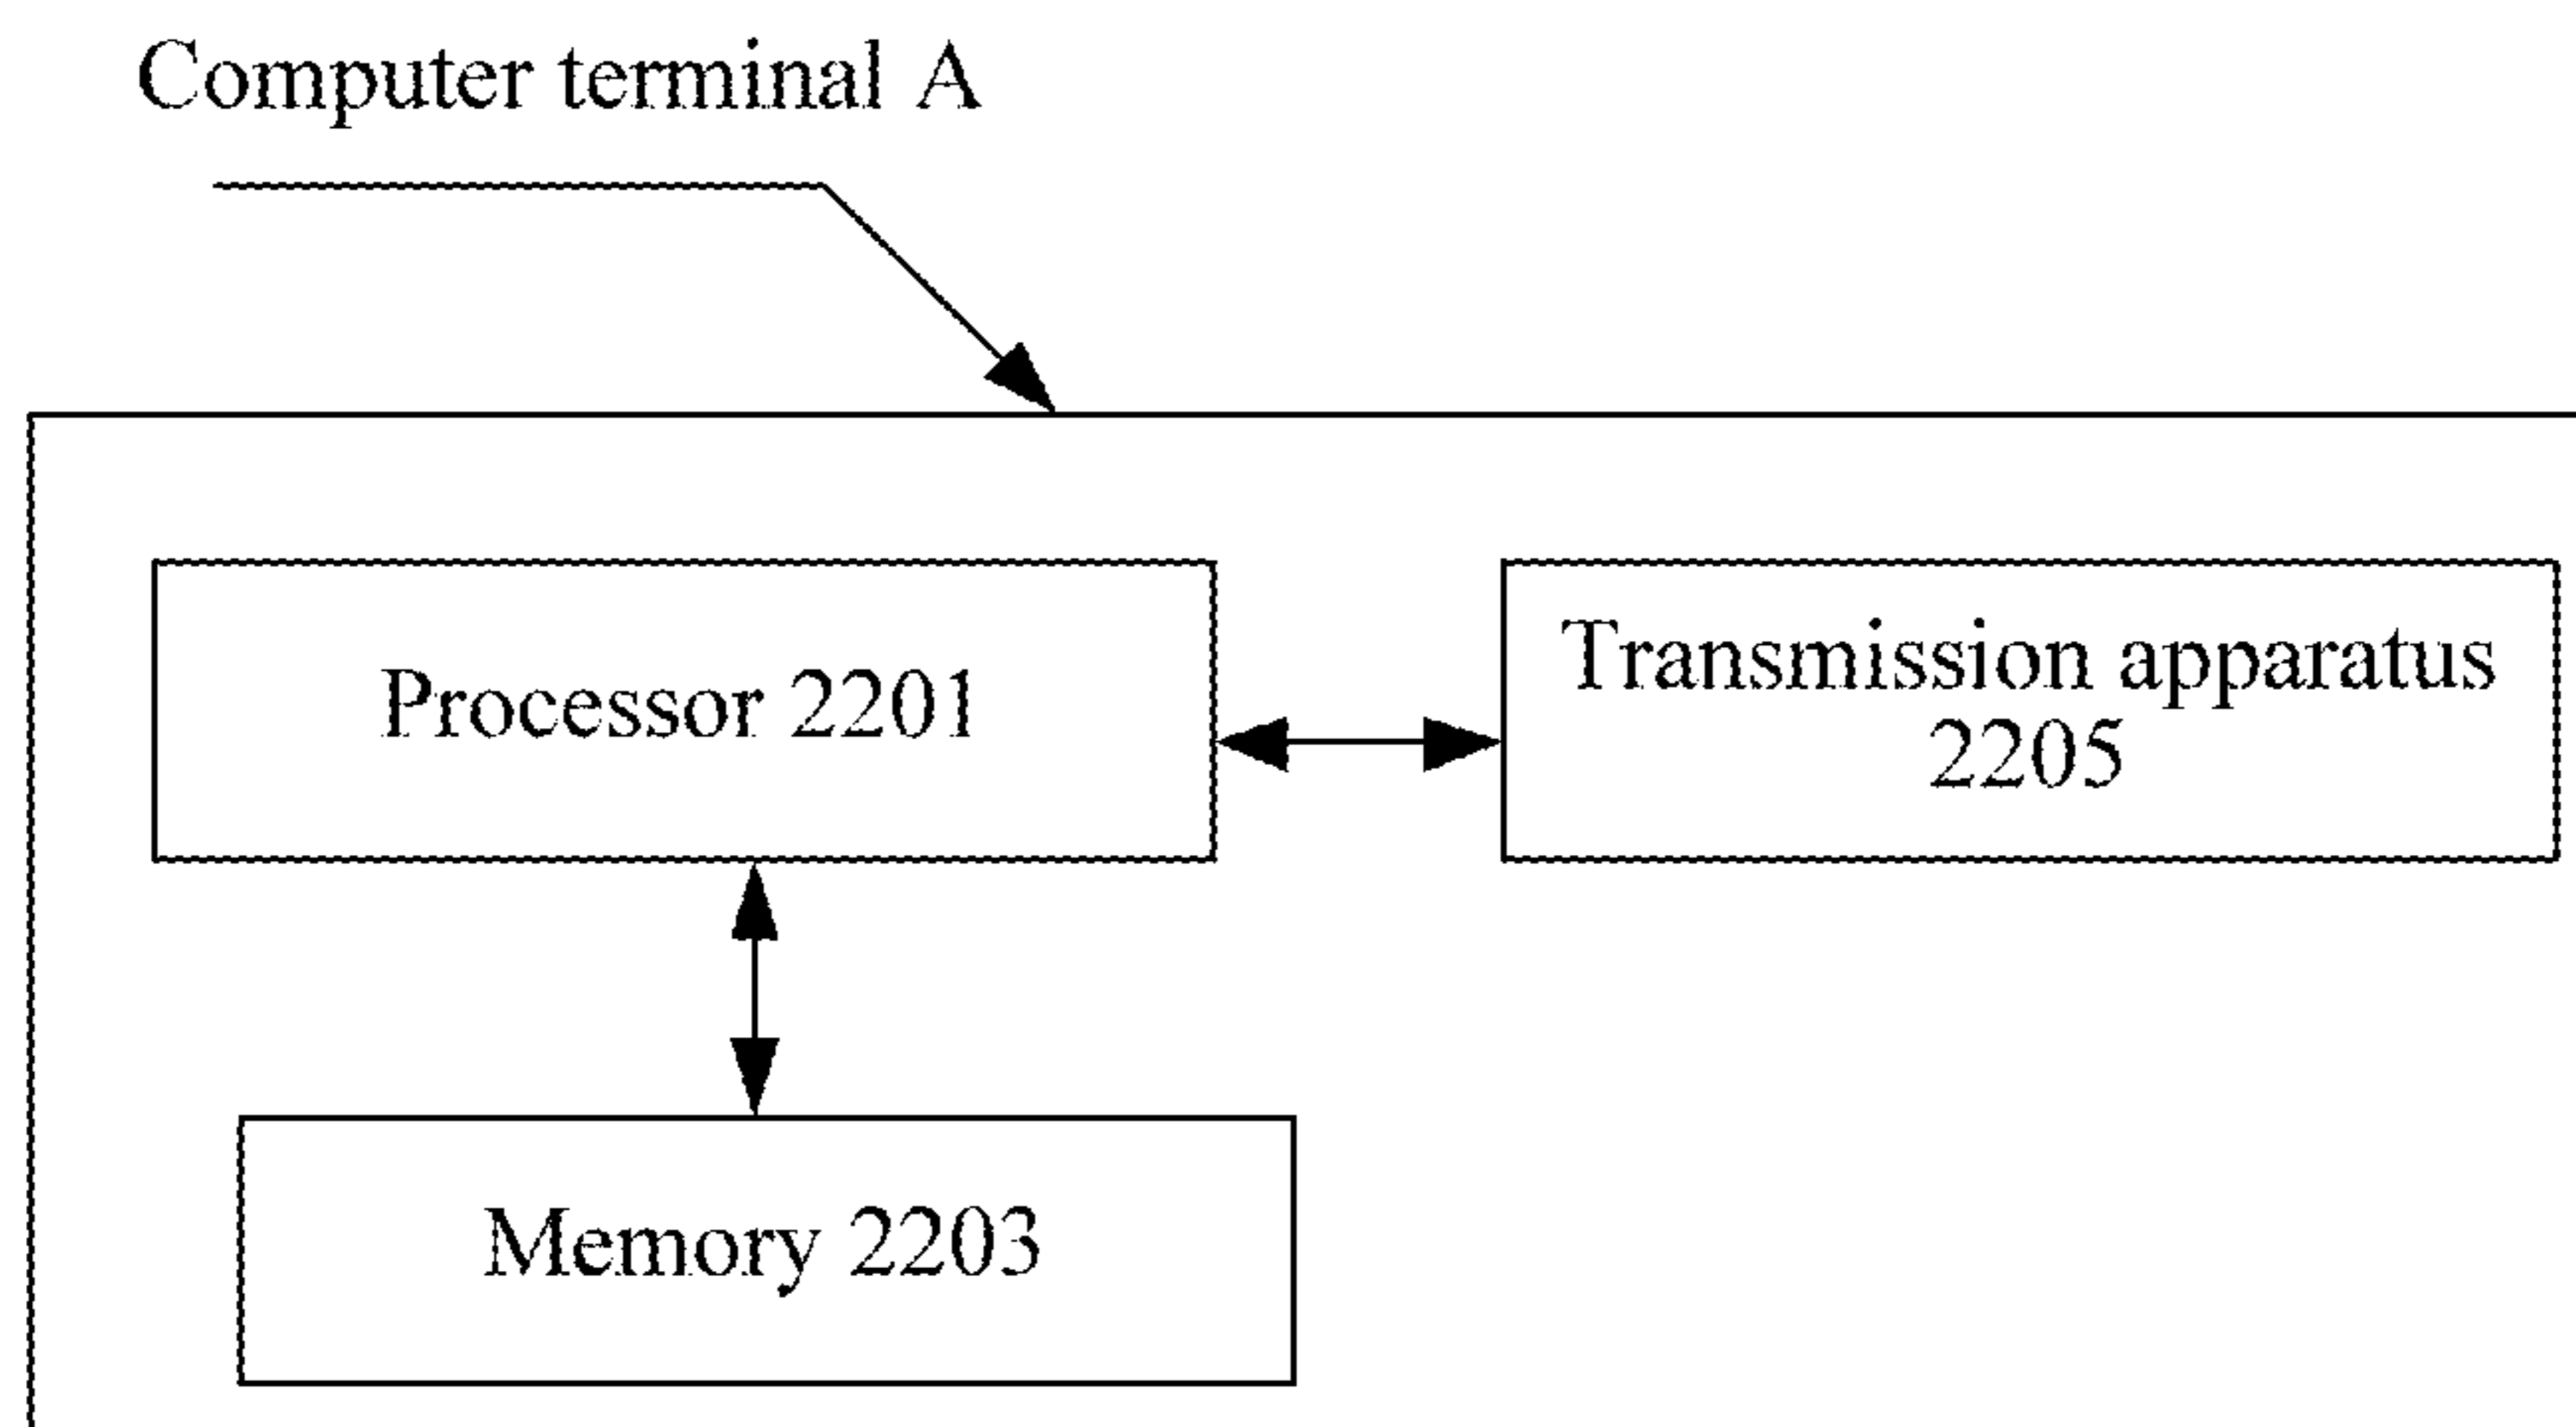 Computer terminal A
Processor 2201
Transmission apparatus
2205
Memory 2203